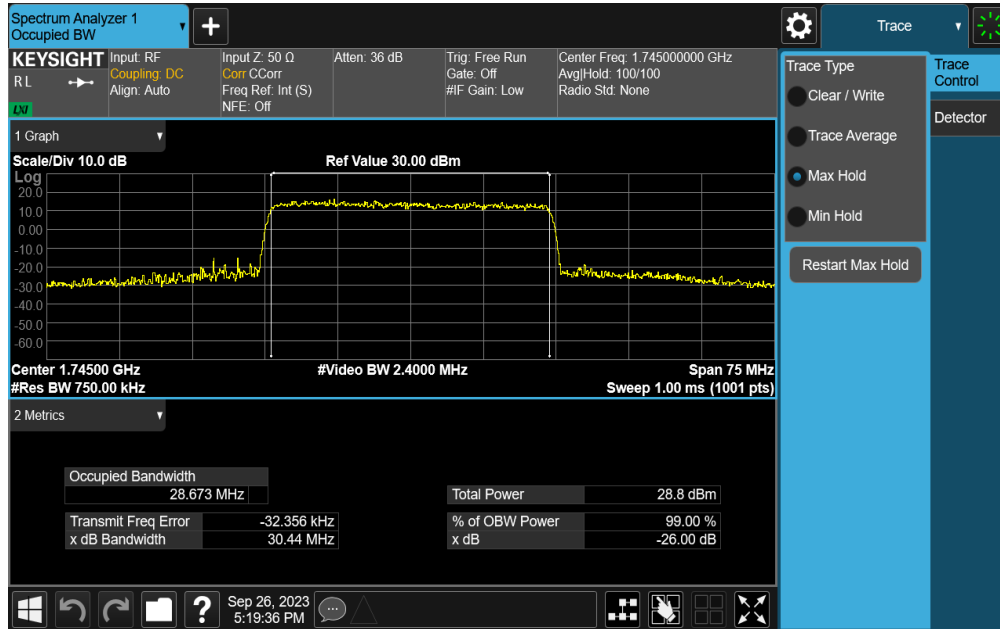 Spectrum Analyzer 1
Occupied BW
+
Trace
KEYSIGHT
R L
LXI
Input: RF
Coupling: DC
Align: Auto
Input Z: 50 Ω
Corr CCorr
Freq Ref: Int (S)
NFE: Off
Atten: 36 dB
Trig: Free Run
Gate: Off
#IF Gain: Low
Center Freq: 1.745000000 GHz
Avg|Hold: 100/100
Radio Std: None
Trace Type
Clear / Write
Trace Average
Max Hold
Min Hold
Restart Max Hold
Trace
Control
Detector
1 Graph
Scale/Div 10.0 dB
Ref Value 30.00 dBm
Log
20.0
10.0
0.00
-10.0
-20.0
-30.0
-40.0
-50.0
-60.0
Center 1.74500 GHz
#Video BW 2.4000 MHz
Span 75 MHz
#Res BW 750.00 kHz
Sweep 1.00 ms (1001 pts)
2 Metrics
Occupied Bandwidth
28.673 MHz
Total Power 28.8 dBm
Transmit Freq Error -32.356 kHz
% of OBW Power 99.00 %
x dB Bandwidth 30.44 MHz
x dB -26.00 dB
?
Sep 26, 2023
5:19:36 PM